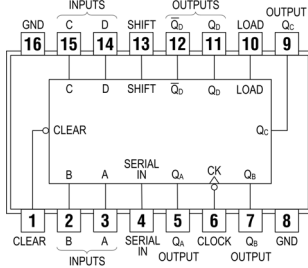 INPUTS OUTPUTS OUTPUT
GND C D SHIFT Q̅D QD LOAD QC
16 15 14 13 12 11 10 9
C D SHIFT Q̅D QD LOAD
CLEAR QC
SERIAL CK
B A IN QA QB
1 2 3 4 5 6 7 8
CLEAR B A SERIAL QA CLOCK QB GND
INPUTS IN OUTPUT OUTPUT